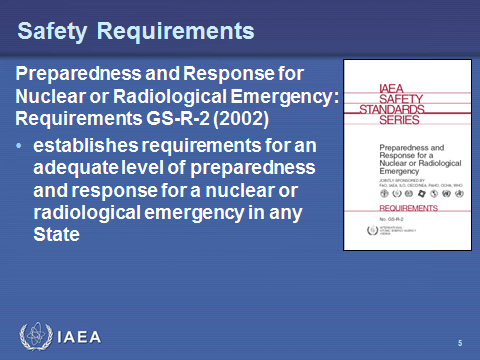 Safety Requirements
Preparedness and Response for
Nuclear or Radiological Emergency:
Requirements GS-R-2 (2002)
• establishes requirements for an
adequate level of preparedness
and response for a nuclear or
radiological emergency in any
State
IAEA
SAFETY
STANDARDS
SERIES
Preparedness and
Response for a
Nuclear or Radiological
Emergency
JOINTLY SPONSORED BY
FAO, IAEA, ILO, OECD/NEA, PAHO, OCHA, WHO
REQUIREMENTS
No. GS-R-2
INTERNATIONAL
ATOMIC ENERGY AGENCY
VIENNA
IAEA
5